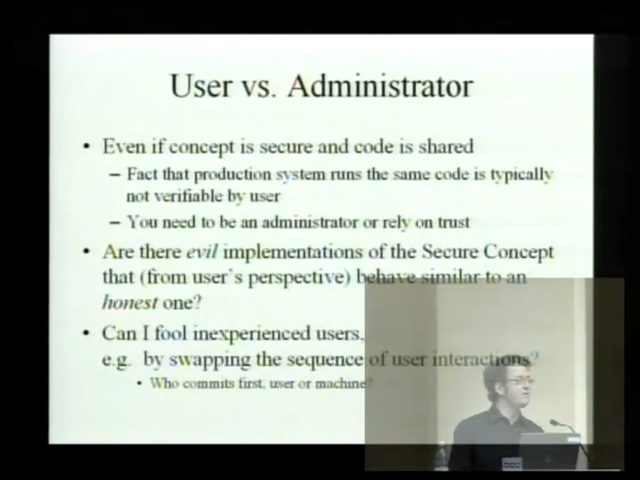 User vs. Administrator
• Even if concept is secure and code is shared
– Fact that production system runs the same code is typically
not verifiable by user
– You need to be an administrator or rely on trust
• Are there evil implementations of the Secure Concept
that (from user's perspective) behave similar to an
honest one?
• Can I fool inexperienced users,
e.g. by swapping the sequence of user interactions?
• Who commits first, user or machine?